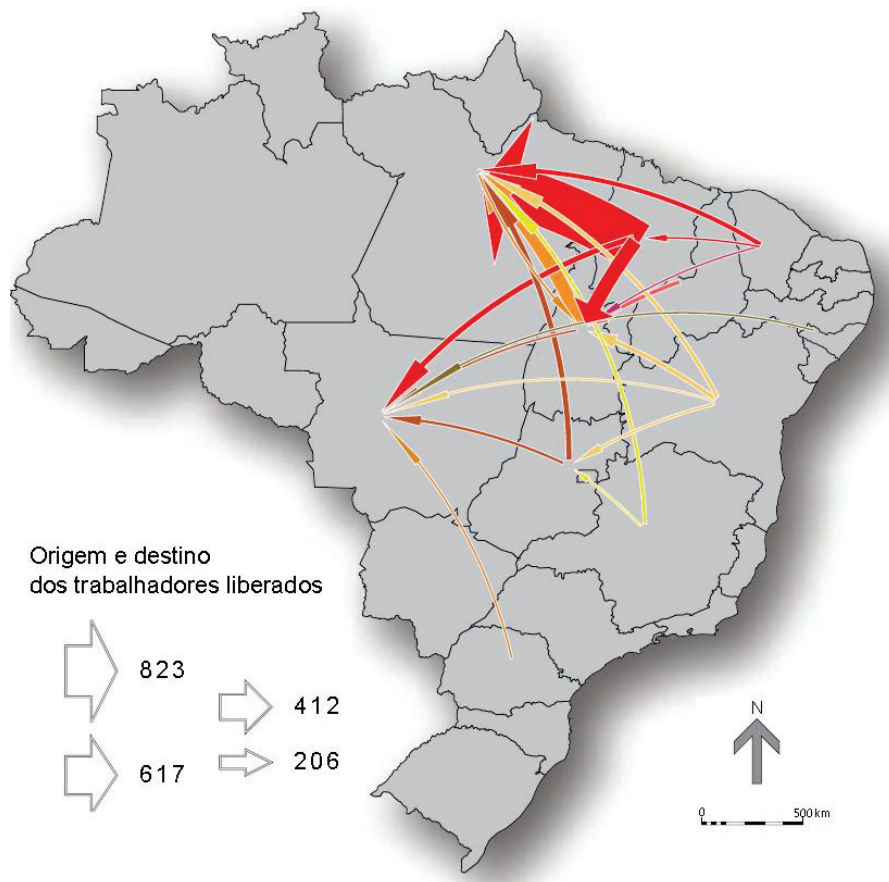 Origem e destino
dos trabalhadores liberados
823
412
617
206
N
0
500 km